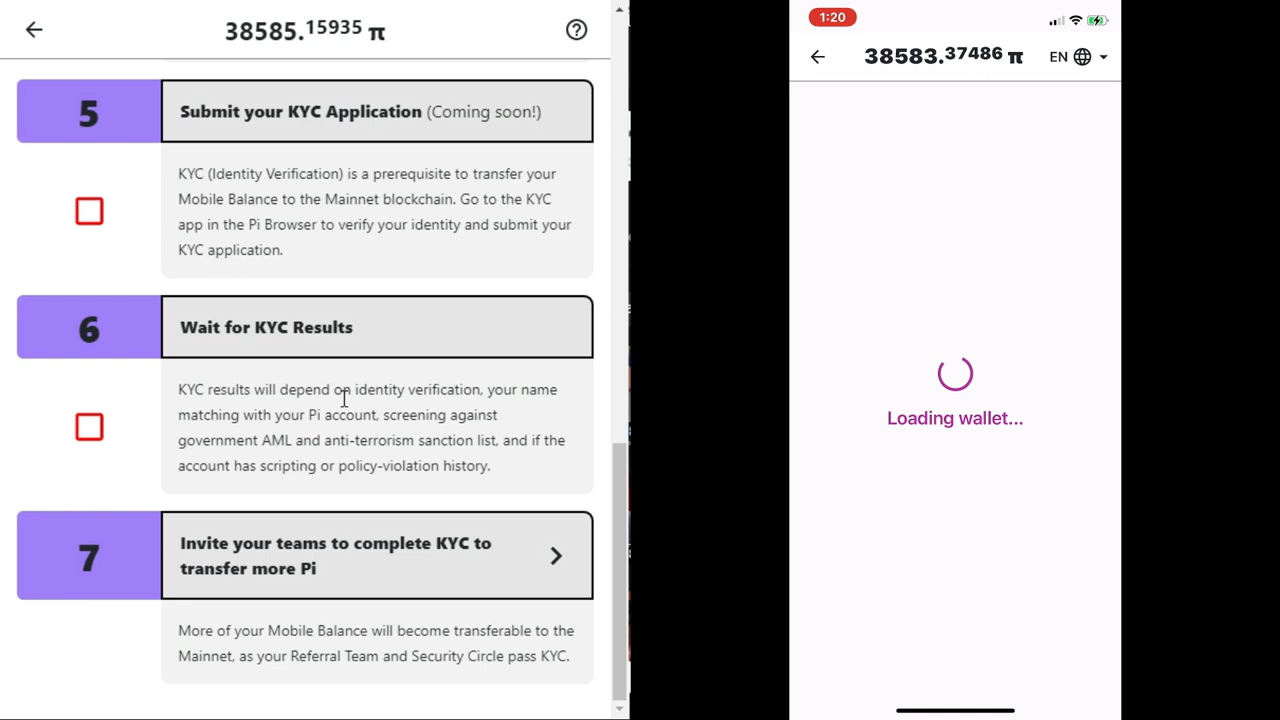 38585.15935 π
5
Submit your KYC Application (Coming soon!)
KYC (Identity Verification) is a prerequisite to transfer your
Mobile Balance to the Mainnet blockchain. Go to the KYC
app in the Pi Browser to verify your identity and submit your
KYC application.
6
Wait for KYC Results
KYC results will depend on identity verification, your name
matching with your Pi account, screening against
government AML and anti-terrorism sanction list, and if the
account has scripting or policy-violation history.
7
Invite your teams to complete KYC to
transfer more Pi
More of your Mobile Balance will become transferable to the
Mainnet, as your Referral Team and Security Circle pass KYC.
1:20
38583.37486 π
EN
Loading wallet...